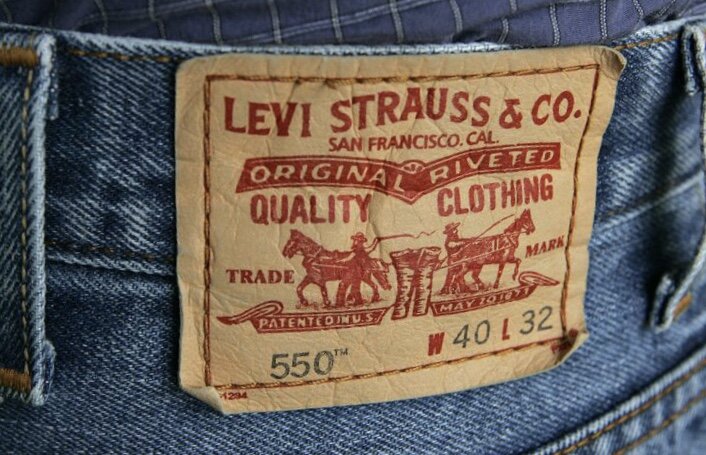 LEVI STRAUSS & CO.
SAN FRANCISCO. CAL.
ORIGINAL RIVETED
QUALITY CLOTHING
TRADE MARK
PATENTED IN U.S. MAY 20 1873
550™ W 40 L 32
1294